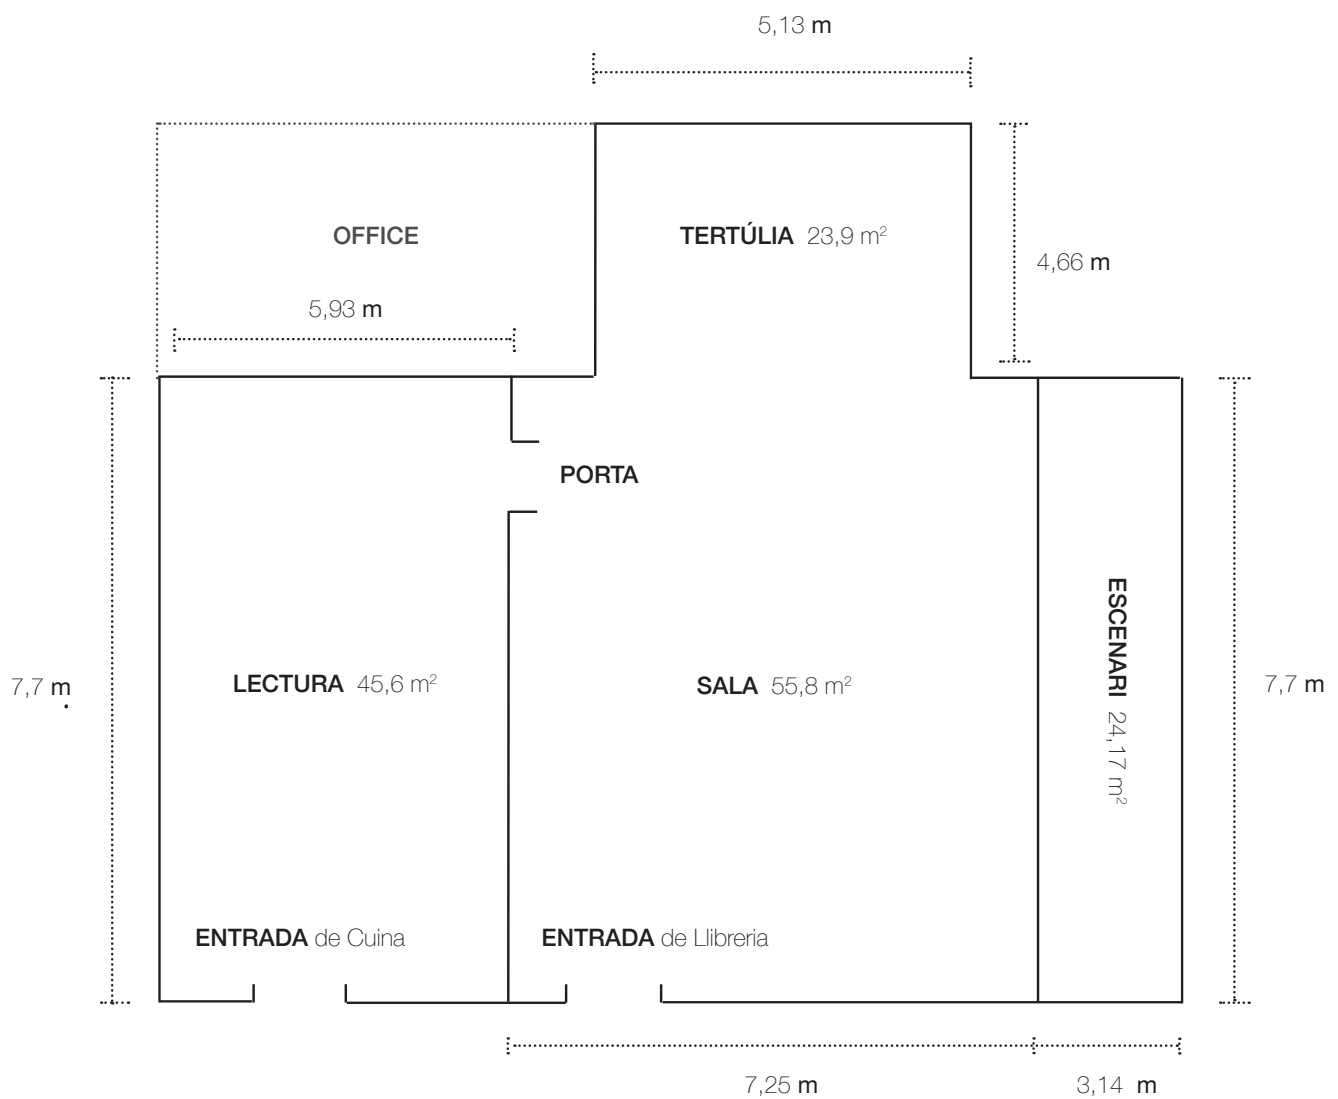 5,13 m
OFFICE
TERTÚLIA 23,9 m²
4,66 m
5,93 m
PORTA
ESCENARI 24,17 m²
7,7 m
LECTURA 45,6 m²
SALA 55,8 m²
7,7 m
ENTRADA de Cuina
ENTRADA de Llibreria
7,25 m
3,14 m